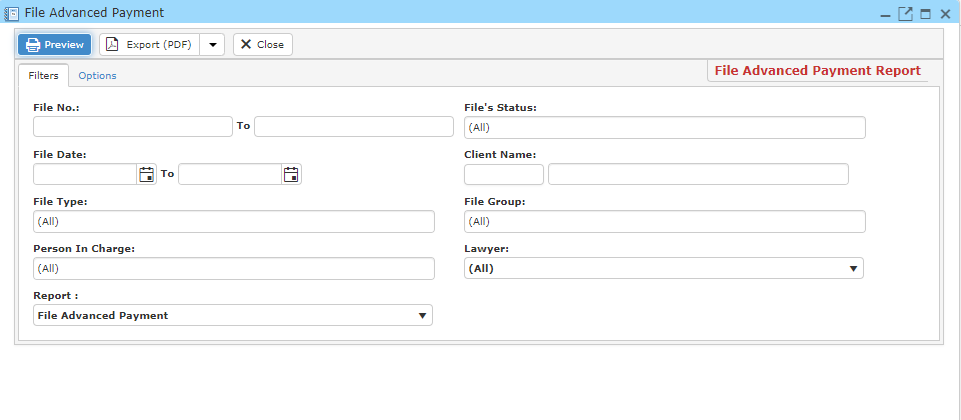 File Advanced Payment
Preview Export (PDF) Close
Filters Options File Advanced Payment Report
File No.: File's Status:
To (All)
File Date: Client Name:
To
File Type: File Group:
(All) (All)
Person In Charge: Lawyer:
(All) (All)
Report :
File Advanced Payment